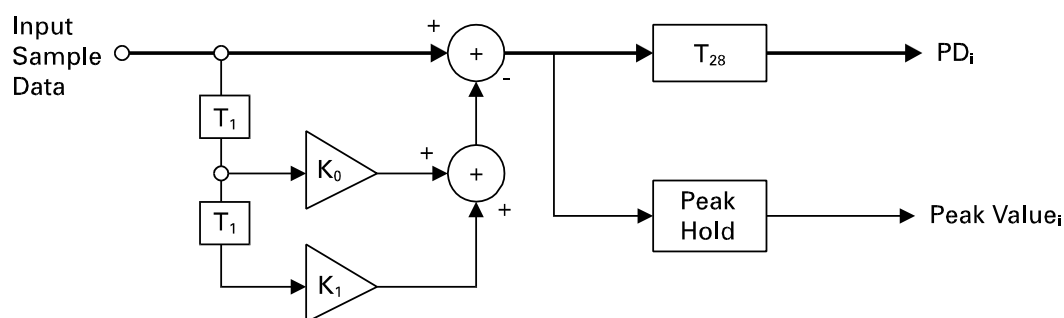 Input
Sample
Data
+
+
-
T₂₈
PDᵢ
T₁
K₀
+
+
+
T₁
K₁
Peak
Hold
Peak Valueᵢ